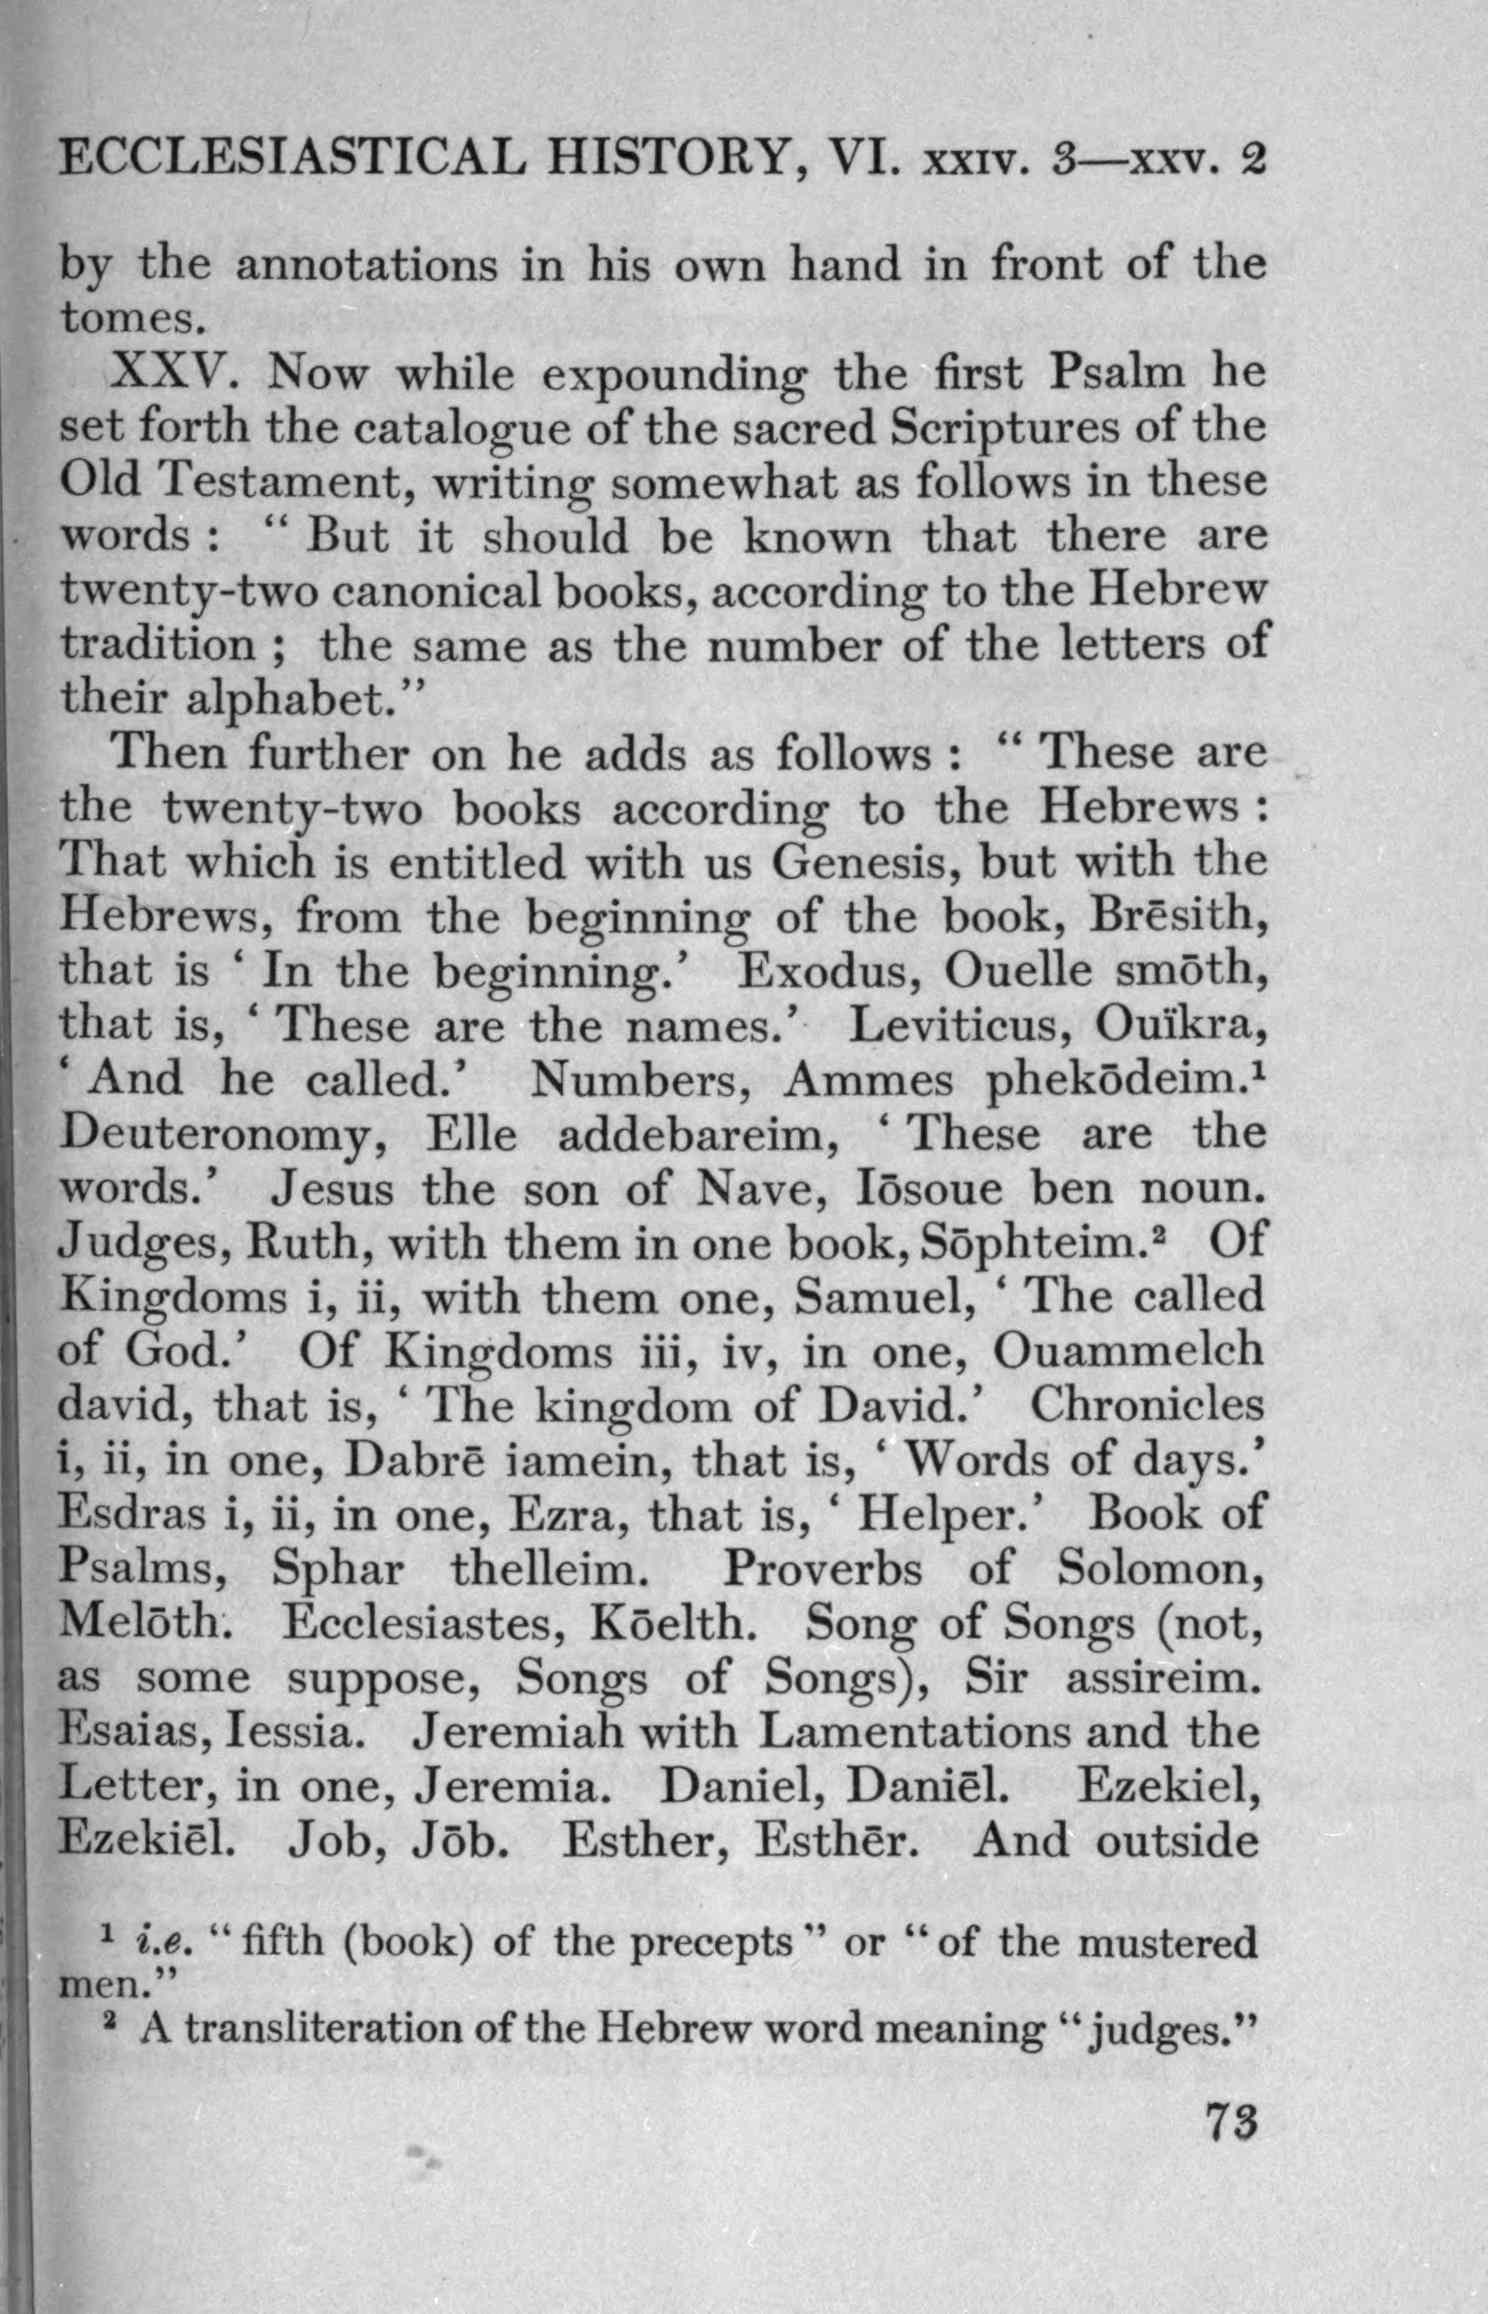 ECCLESIASTICAL HISTORY, VI. XXIV. 3—XXV. 2
by the annotations in his own hand in front of the
tomes.
XXV. Now while expounding the first Psalm he
set forth the catalogue of the sacred Scriptures of the
Old Testament, writing somewhat as follows in these
words : “ But it should be known that there are
twenty-two canonical books, according to the Hebrew
tradition ; the same as the number of the letters of
their alphabet.”
Then further on he adds as follows : “ These are
the twenty-two books according to the Hebrews :
That which is entitled with us Genesis, but with the
Hebrews, from the beginning of the book, Brēsith,
that is ‘ In the beginning.’ Exodus, Ouelle smōth,
that is, ‘ These are the names.’ Leviticus, Ouïkra,
‘ And he called.’ Numbers, Ammes phekōdeim.¹
Deuteronomy, Elle addebareim, ‘ These are the
words.’ Jesus the son of Nave, Iōsoue ben noun.
Judges, Ruth, with them in one book, Sōphteim.² Of
Kingdoms i, ii, with them one, Samuel, ‘ The called
of God.’ Of Kingdoms iii, iv, in one, Ouammelch
david, that is, ‘ The kingdom of David.’ Chronicles
i, ii, in one, Dabrē iamein, that is, ‘ Words of days.’
Esdras i, ii, in one, Ezra, that is, ‘ Helper.’ Book of
Psalms, Sphar thelleim. Proverbs of Solomon,
Melōth. Ecclesiastes, Kōelth. Song of Songs (not,
as some suppose, Songs of Songs), Sir assireim.
Esaias, Iessia. Jeremiah with Lamentations and the
Letter, in one, Jeremia. Daniel, Daniēl. Ezekiel,
Ezekiēl. Job, Jōb. Esther, Esthēr. And outside
¹ i.e. “ fifth (book) of the precepts ” or “ of the mustered
men.”
² A transliteration of the Hebrew word meaning “ judges.”
73